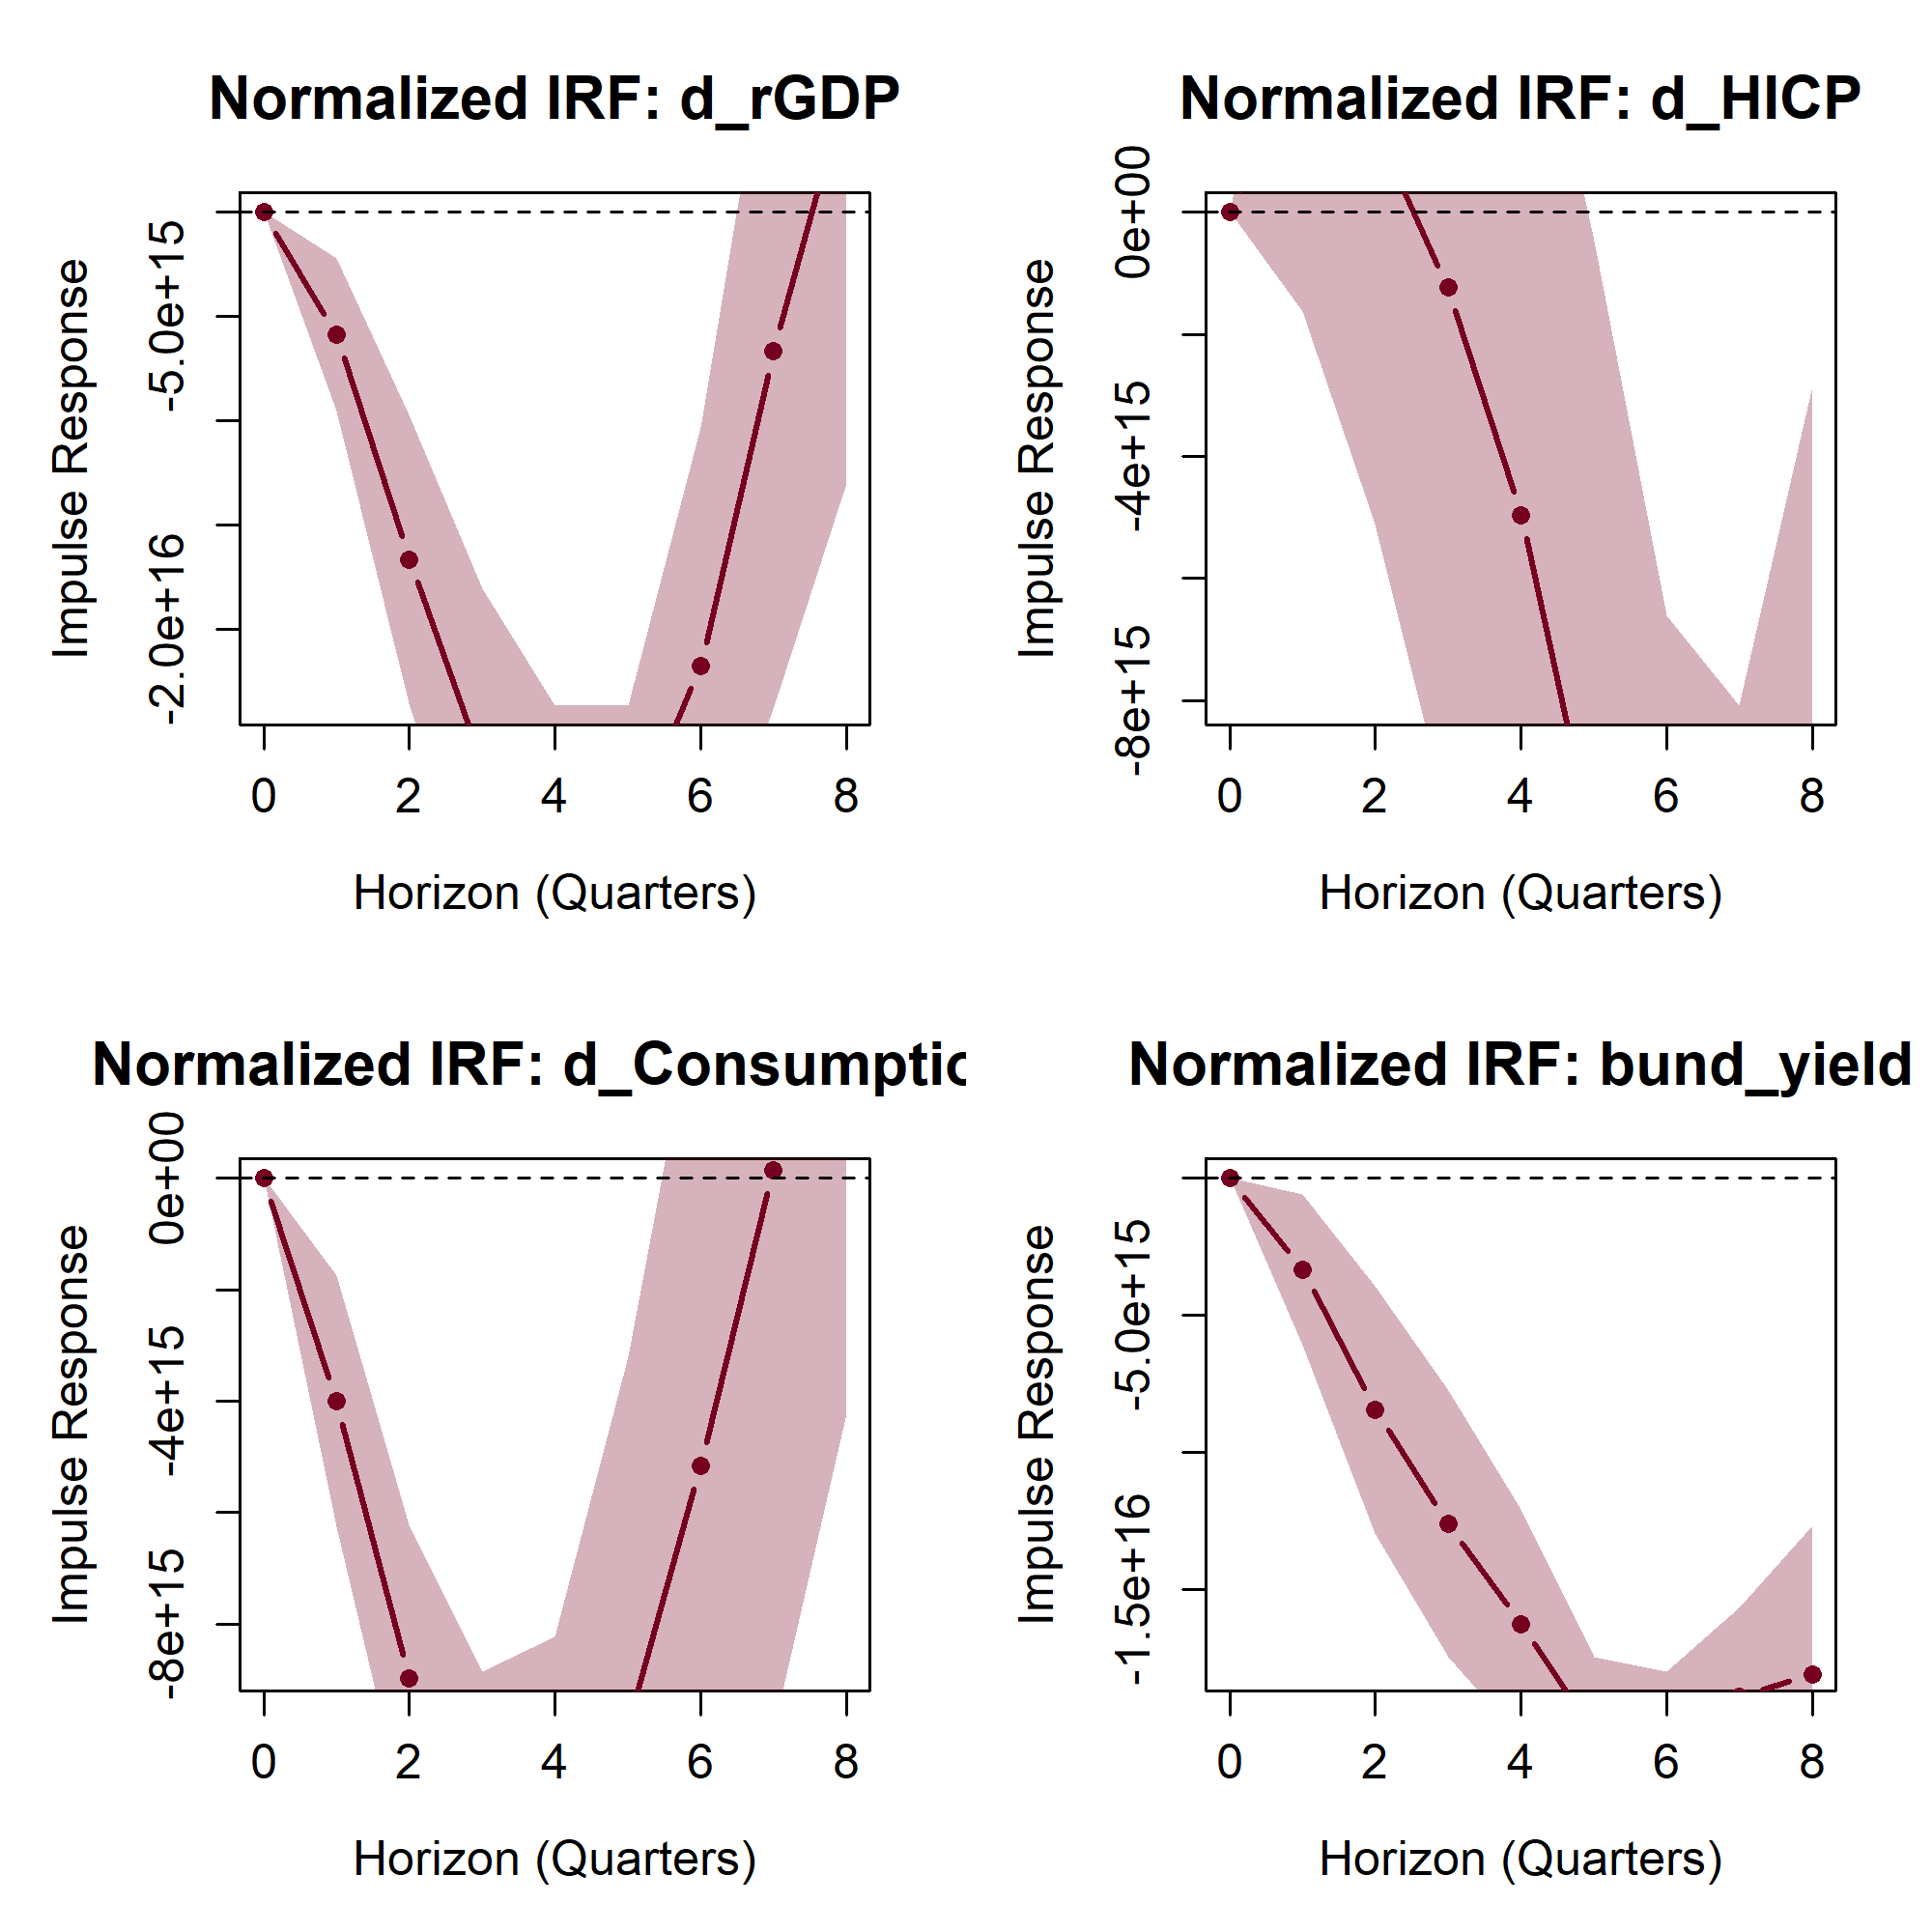 Normalized IRF: d_rGDP
Impulse Response
-5.0e+15
-2.0e+16
0 2 4 6 8
Horizon (Quarters)
Normalized IRF: d_HICP
Impulse Response
0e+00
-4e+15
-8e+15
0 2 4 6 8
Horizon (Quarters)
Normalized IRF: d_Consumptic
Impulse Response
0e+00
-4e+15
-8e+15
0 2 4 6 8
Horizon (Quarters)
Normalized IRF: bund_yield
Impulse Response
-5.0e+15
-1.5e+16
0 2 4 6 8
Horizon (Quarters)